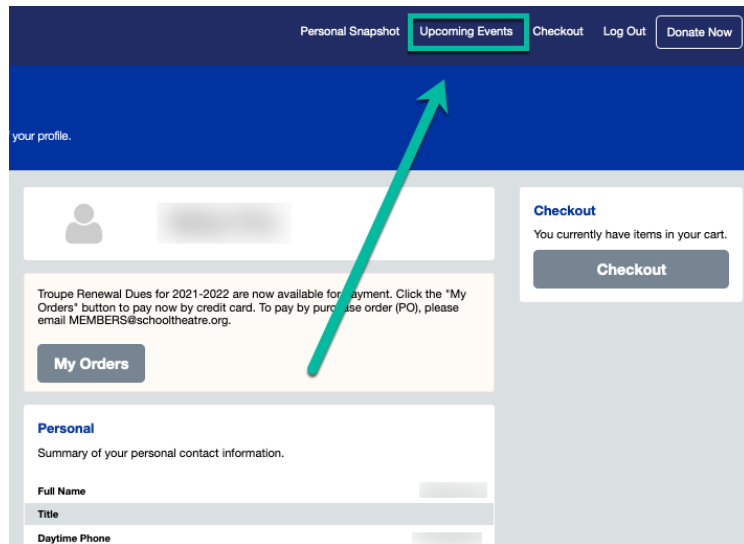 Personal Snapshot Upcoming Events Checkout Log Out Donate Now
your profile.
Checkout
You currently have items in your cart.
Checkout
Troupe Renewal Dues for 2021-2022 are now available for payment. Click the "My
Orders" button to pay now by credit card. To pay by purchase order (PO), please
email MEMBERS@schooltheatre.org.
My Orders
Personal
Summary of your personal contact information.
Full Name
Title
Daytime Phone